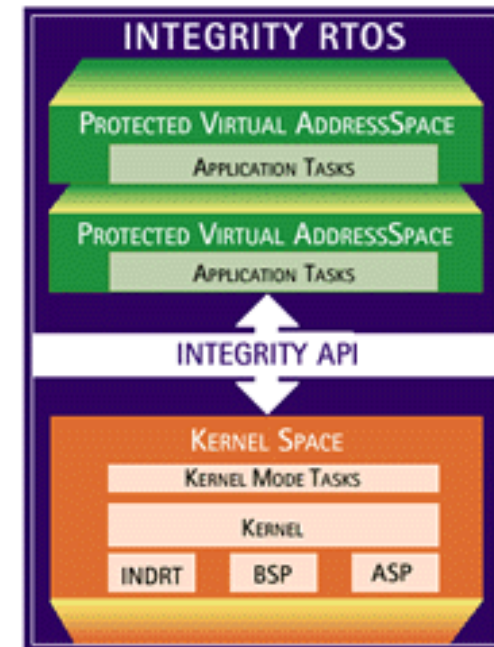 INTEGRITY RTOS
PROTECTED VIRTUAL ADDRESSSPACE
APPLICATION TASKS
PROTECTED VIRTUAL ADDRESSSPACE
APPLICATION TASKS
INTEGRITY API
KERNEL SPACE
KERNEL MODE TASKS
KERNEL
INDRT BSP ASP